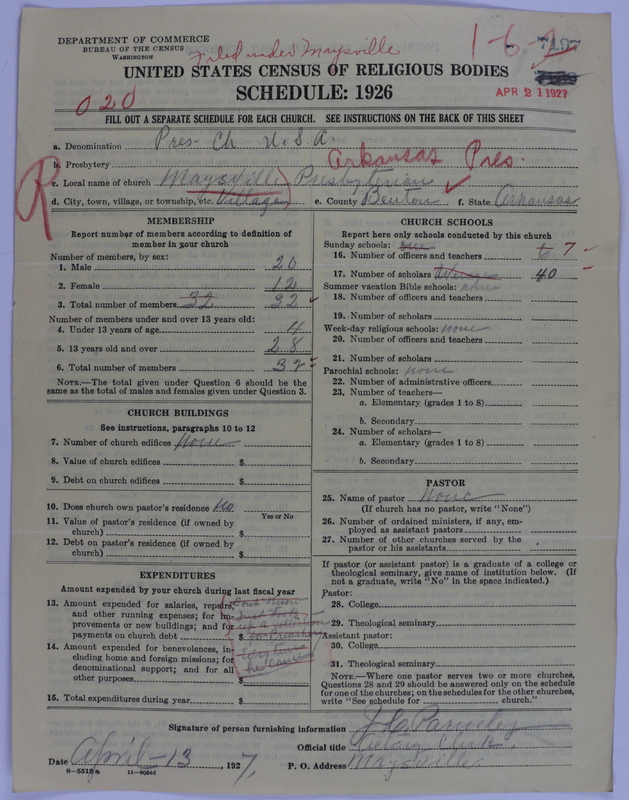 DEPARTMENT OF COMMERCE
BUREAU OF THE CENSUS
WASHINGTON
Filed under Maysville
1-6-
7197
UNITED STATES CENSUS OF RELIGIOUS BODIES
SCHEDULE: 1926
APR 21 1927
020
FILL OUT A SEPARATE SCHEDULE FOR EACH CHURCH. SEE INSTRUCTIONS ON THE BACK OF THIS SHEET
a. Denomination Pres. Ch U.S.A.
b. Presbytery Arkansas Pres.
R
c. Local name of church Maysville Presbyterian
d. City, town, village, or township, etc. Village
e. County Benton
f. State Arkansas
MEMBERSHIP
Report number of members according to definition of member in your church
Number of members, by sex:
1. Male 20
2. Female 12
3. Total number of members 32 32
Number of members under and over 13 years old:
4. Under 13 years of age 4
5. 13 years old and over 28
6. Total number of members 32
NOTE.—The total given under Question 6 should be the same as the total of males and females given under Question 3.
CHURCH BUILDINGS
See instructions, paragraphs 10 to 12
7. Number of church edifices None
8. Value of church edifices $
9. Debt on church edifices $
10. Does church own pastor's residence No
Yes or No
11. Value of pastor's residence (if owned by church) $
12. Debt on pastor's residence (if owned by church) $
EXPENDITURES
Amount expended by your church during last fiscal year
13. Amount expended for salaries, repairs, and other running expenses; for improvements or new buildings; and for payments on church debt $
Dont Know
Just take
up a collection
for Preacher
14. Amount expended for benevolences, including home and foreign missions; for denominational support; and for all other purposes $
he comes
15. Total expenditures during year $
CHURCH SCHOOLS
Report here only schools conducted by this church
Sunday schools: one
16. Number of officers and teachers 6 7
17. Number of scholars Average 40
Summer vacation Bible schools: none
18. Number of officers and teachers
19. Number of scholars
Week-day religious schools: none
20. Number of officers and teachers
21. Number of scholars
Parochial schools: none
22. Number of administrative officers
23. Number of teachers—
a. Elementary (grades 1 to 8)
b. Secondary
24. Number of scholars—
a. Elementary (grades 1 to 8)
b. Secondary
PASTOR
25. Name of pastor None
(If church has no pastor, write "None")
26. Number of ordained ministers, if any, employed as assistant pastors
27. Number of other churches served by the pastor or his assistants
If pastor (or assistant pastor) is a graduate of a college or theological seminary, give name of institution below. (If not a graduate, write "No" in the space indicated.)
Pastor:
28. College
29. Theological seminary
Assistant pastor:
30. College
31. Theological seminary
NOTE.—Where one pastor serves two or more churches, Questions 28 and 29 should be answered only on the schedule for one of the churches; on the schedules for the other churches, write "See schedule for church."
Signature of person furnishing information
Official title Clerk
Date April-13, 1927.
P. O. Address Maysville
8-5518a